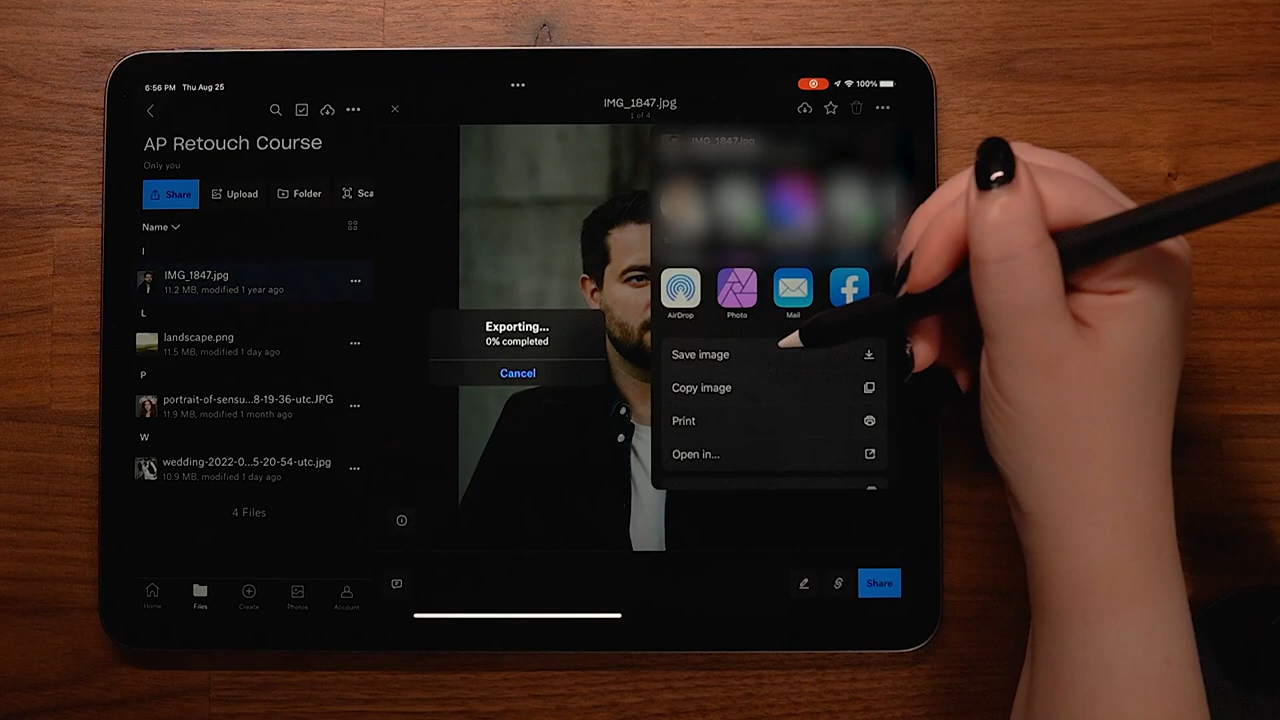 6:56 PM Thu Aug 25
100%
IMG_1847.jpg
1 of 4
AP Retouch Course
Only you
Share
Upload
Folder
Sca
Name
I
IMG_1847.jpg
11.2 MB, modified 1 year ago
L
landscape.png
11.5 MB, modified 1 day ago
P
portrait-of-sensu...8-19-36-utc.JPG
11.9 MB, modified 1 month ago
W
wedding-2022-0...5-20-54-utc.jpg
10.9 MB, modified 1 day ago
4 Files
Home
Files
Create
Photos
Account
Exporting...
0% completed
Cancel
IMG_1847.jpg
AirDrop
Photo
Mail
Save image
Copy image
Print
Open in...
Share